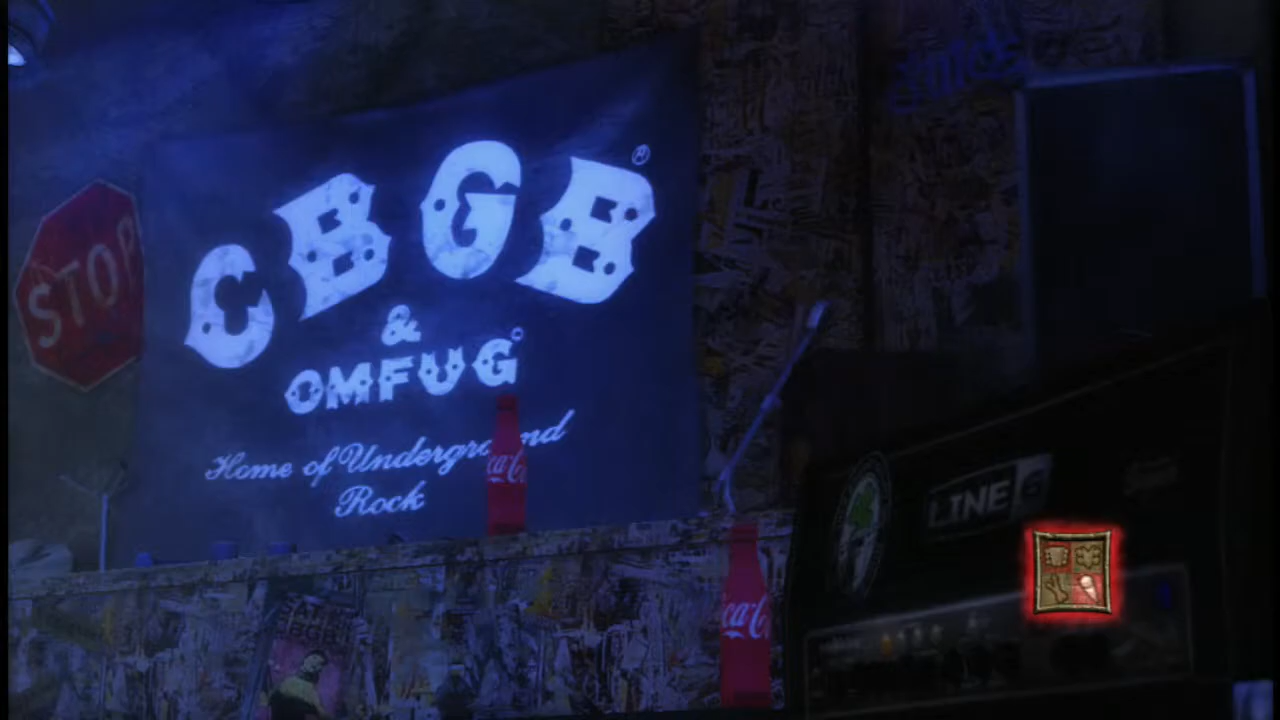 STOP
CBGB®
&
OMFUG
Home of Underground
Rock
Coca-Cola
Coca-Cola
LINE 6